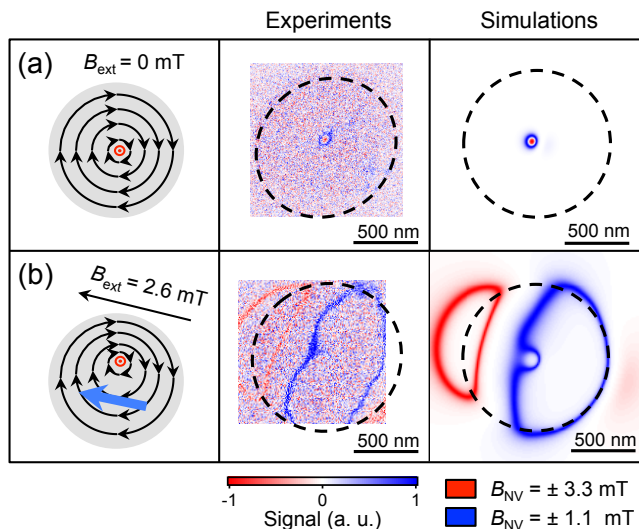 Experiments Simulations
(a) B_ext = 0 mT
500 nm 500 nm
(b) B_ext = 2.6 mT
500 nm 500 nm
-1 0 1
Signal (a. u.)
B_NV = ± 3.3 mT
B_NV = ± 1.1 mT